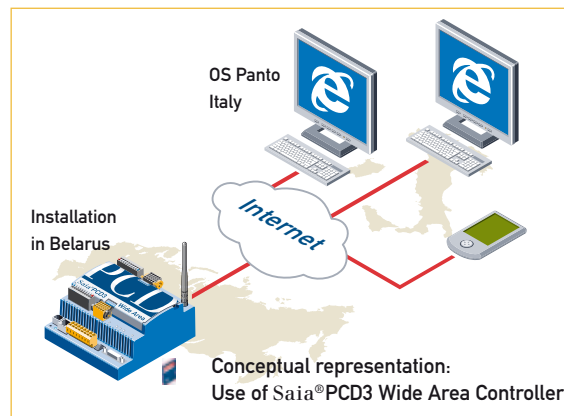 OS Panto
Italy
Internet
Installation
in Belarus
PCD
Saia®PCD3 Wide Area
Conceptual representation:
Use of Saia®PCD3 Wide Area Controller